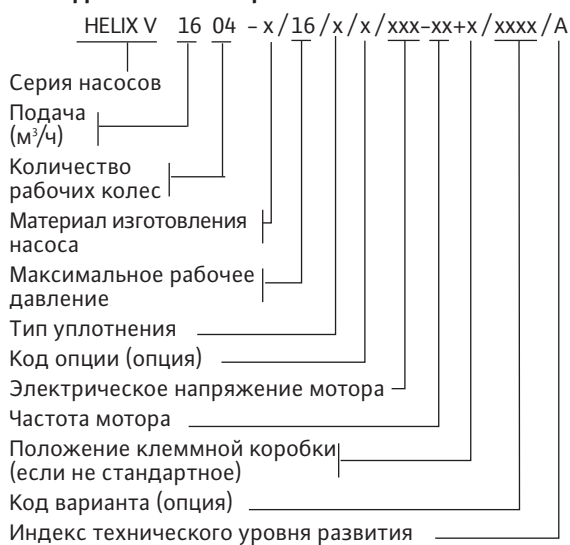 HELIX V 16 04 – x / 16 / x / x / xxx–xx+x / xxxx / A
Серия насосов
Подача
(м³/ч)
Количество
рабочих колес
Материал изготовления
насоса
Максимальное рабочее
давление
Тип уплотнения
Код опции (опция)
Электрическое напряжение мотора
Частота мотора
Положение клеммной коробки
(если не стандартное)
Код варианта (опция)
Индекс технического уровня развития